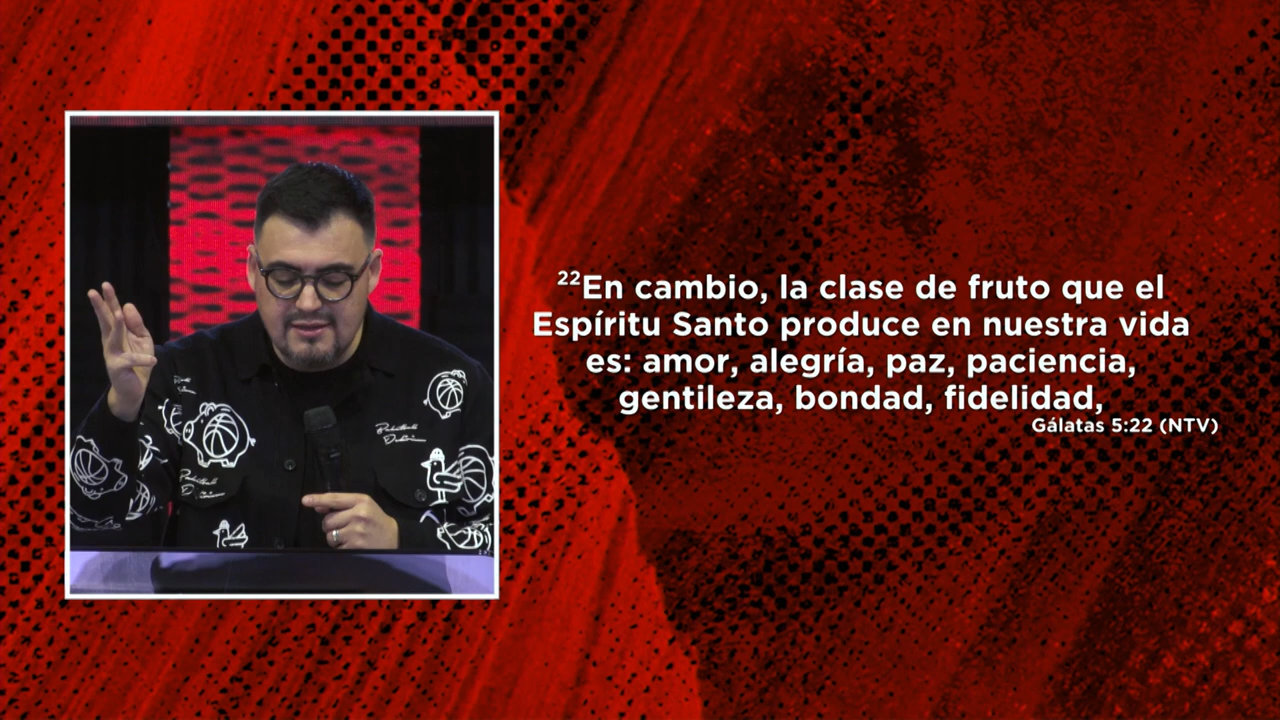 ²²En cambio, la clase de fruto que el
Espíritu Santo produce en nuestra vida
es: amor, alegría, paz, paciencia,
gentileza, bondad, fidelidad,
Gálatas 5:22 (NTV)